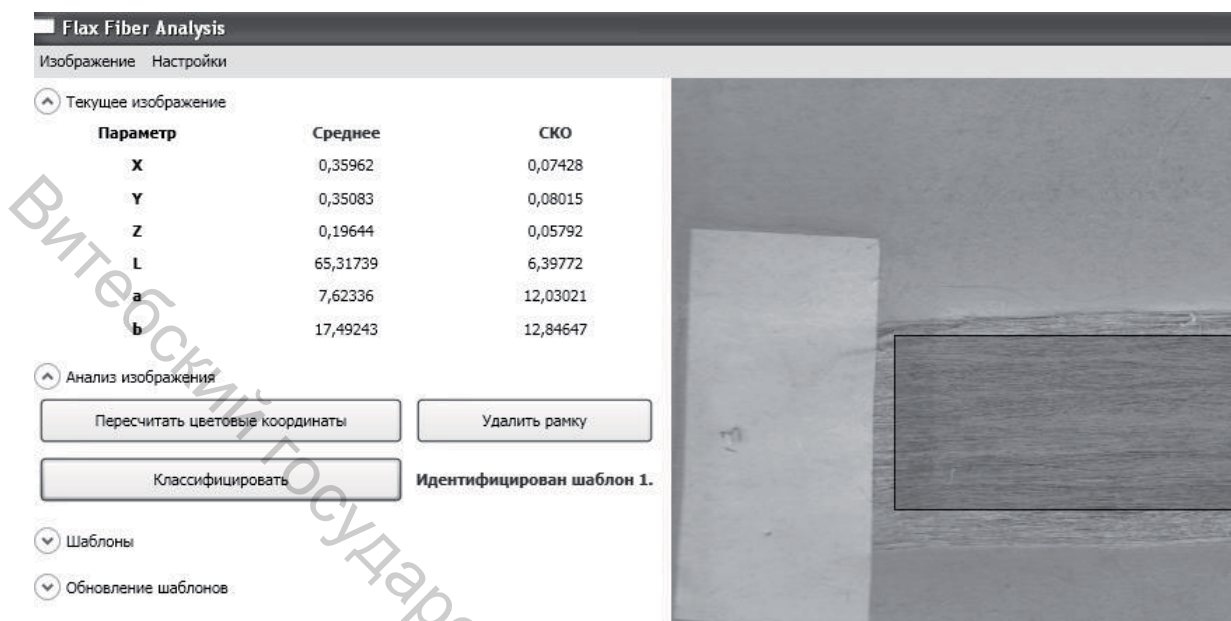 Flax Fiber Analysis
Изображение Настройки
Текущее изображение
Параметр Среднее СКО
X 0,35962 0,07428
Y 0,35083 0,08015
Z 0,19644 0,05792
L 65,31739 6,39772
a 7,62336 12,03021
b 17,49243 12,84647
Анализ изображения
Пересчитать цветовые координаты Удалить рамку
Классифицировать Идентифицирован шаблон 1.
Шаблоны
Обновление шаблонов
Витебский государс